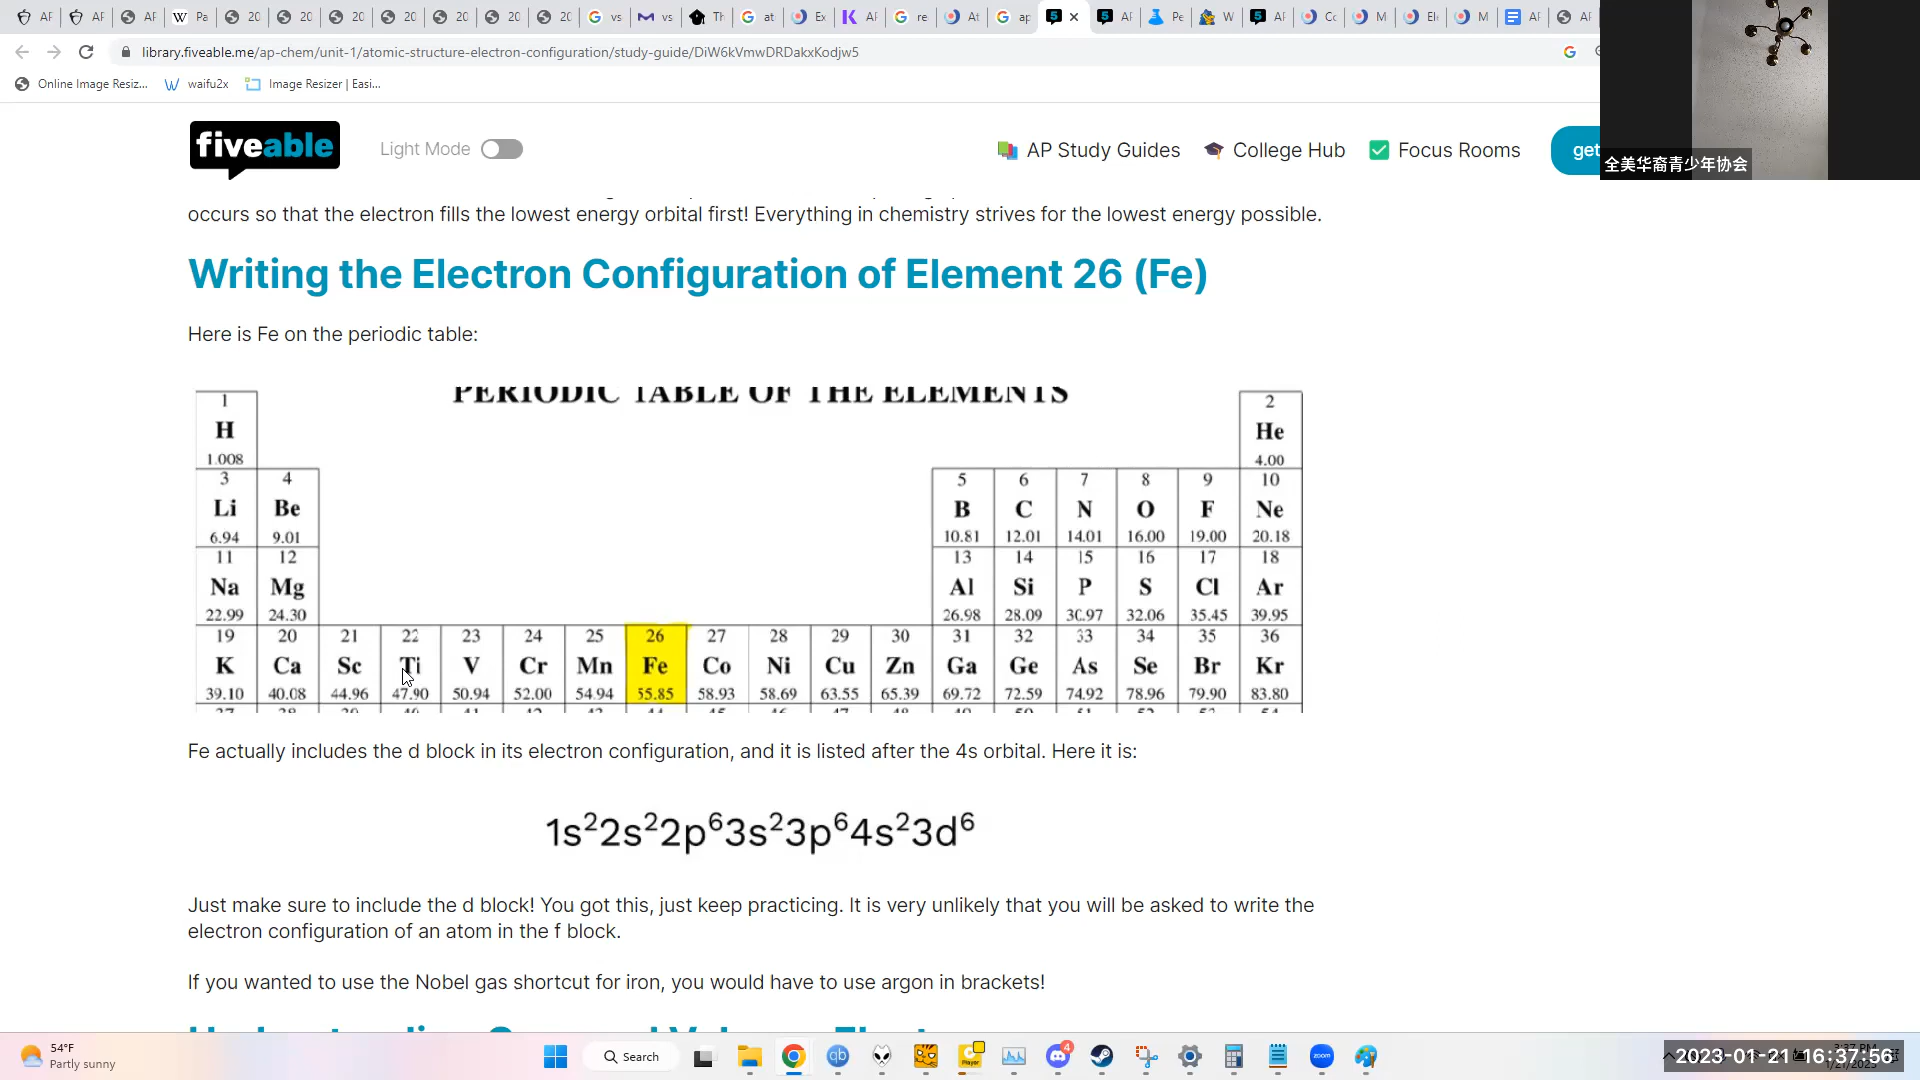 library.fiveable.me/ap-chem/unit-1/atomic-structure-electron-configuration/study-guide/DiW6kVmwDRDakxKodjw5
Online Image Resiz... waifu2x Image Resizer | Easi...
fiveable Light Mode AP Study Guides College Hub Focus Rooms get
全美华裔青少年协会
occurs so that the electron fills the lowest energy orbital first! Everything in chemistry strives for the lowest energy possible.
Writing the Electron Configuration of Element 26 (Fe)
Here is Fe on the periodic table:
PERIODIC TABLE OF THE ELEMENTS
1 2
H He
1.008 4.00
3 4 5 6 7 8 9 10
Li Be B C N O F Ne
6.94 9.01 10.81 12.01 14.01 16.00 19.00 20.18
11 12 13 14 15 16 17 18
Na Mg Al Si P S Cl Ar
22.99 24.30 26.98 28.09 30.97 32.06 35.45 39.95
19 20 21 22 23 24 25 26 27 28 29 30 31 32 33 34 35 36
K Ca Sc Ti V Cr Mn Fe Co Ni Cu Zn Ga Ge As Se Br Kr
39.10 40.08 44.96 47.90 50.94 52.00 54.94 55.85 58.93 58.69 63.55 65.39 69.72 72.59 74.92 78.96 79.90 83.80
Fe actually includes the d block in its electron configuration, and it is listed after the 4s orbital. Here it is:
1s²2s²2p⁶3s²3p⁶4s²3d⁶
Just make sure to include the d block! You got this, just keep practicing. It is very unlikely that you will be asked to write the
electron configuration of an atom in the f block.
If you wanted to use the Nobel gas shortcut for iron, you would have to use argon in brackets!
54°F
Partly sunny
Search
2023-01-21 16:37:56